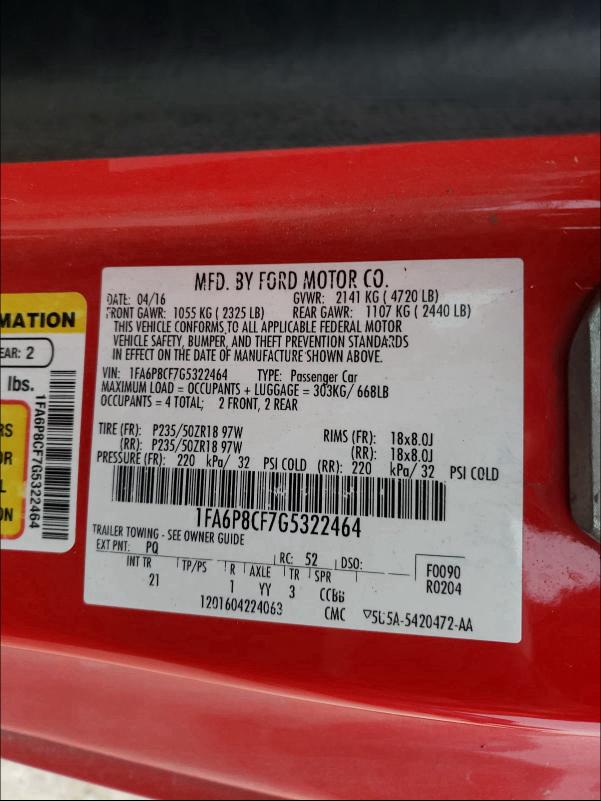 MFD. BY FORD MOTOR CO.
DATE: 04/16 GVWR: 2141 KG ( 4720 LB)
FRONT GAWR: 1055 KG ( 2325 LB) REAR GAWR: 1107 KG ( 2440 LB)
THIS VEHICLE CONFORMS TO ALL APPLICABLE FEDERAL MOTOR
VEHICLE SAFETY, BUMPER, AND THEFT PREVENTION STANDARDS
IN EFFECT ON THE DATE OF MANUFACTURE SHOWN ABOVE.
VIN: 1FA6P8CF7G5322464 TYPE: Passenger Car
MAXIMUM LOAD = OCCUPANTS + LUGGAGE = 303KG/ 668LB
OCCUPANTS = 4 TOTAL; 2 FRONT, 2 REAR
TIRE (FR): P235/50ZR18 97W RIMS (FR): 18x8.0J
(RR): P235/50ZR18 97W (RR): 18x8.0J
PRESSURE (FR): 220 kPa/ 32 PSI COLD (RR): 220 kPa/ 32 PSI COLD
1FA6P8CF7G5322464
TRAILER TOWING - SEE OWNER GUIDE
EXT PNT: PQ RC: 52 DSO: F0090
INT TR TP/PS R AXLE TR SPR R0204
21 1 YY 3 CCBB
1201604224063 CMC 5U5A-5420472-AA
MATION
EAR: 2
lbs.
RS
OR
L
ON
1FA6P8CF7G5322464